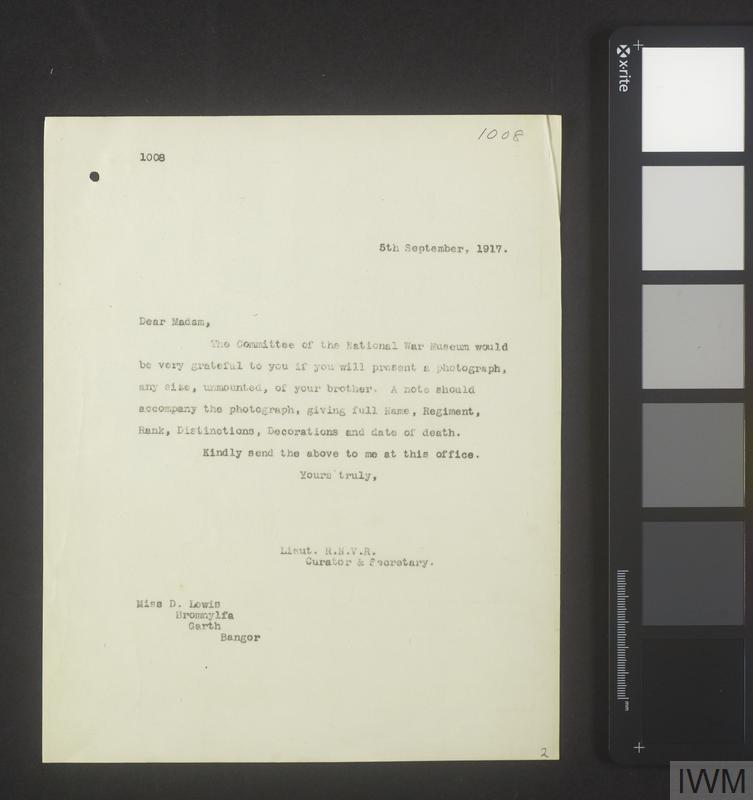 1008
1008
5th September, 1917.
Dear Madam,
The Committee of the National War Museum would
be very grateful to you if you will present a photograph,
any size, unmounted, of your brother. A note should
accompany the photograph, giving full Name, Regiment,
Rank, Distinctions, Decorations and date of death.
Kindly send the above to me at this office.
Yours truly,
Lieut. R.N.V.R.
Curator & Secretary.
Miss D. Lewis
Bromnylfa
Garth
Bangor
2
x-rite
mm
IWM